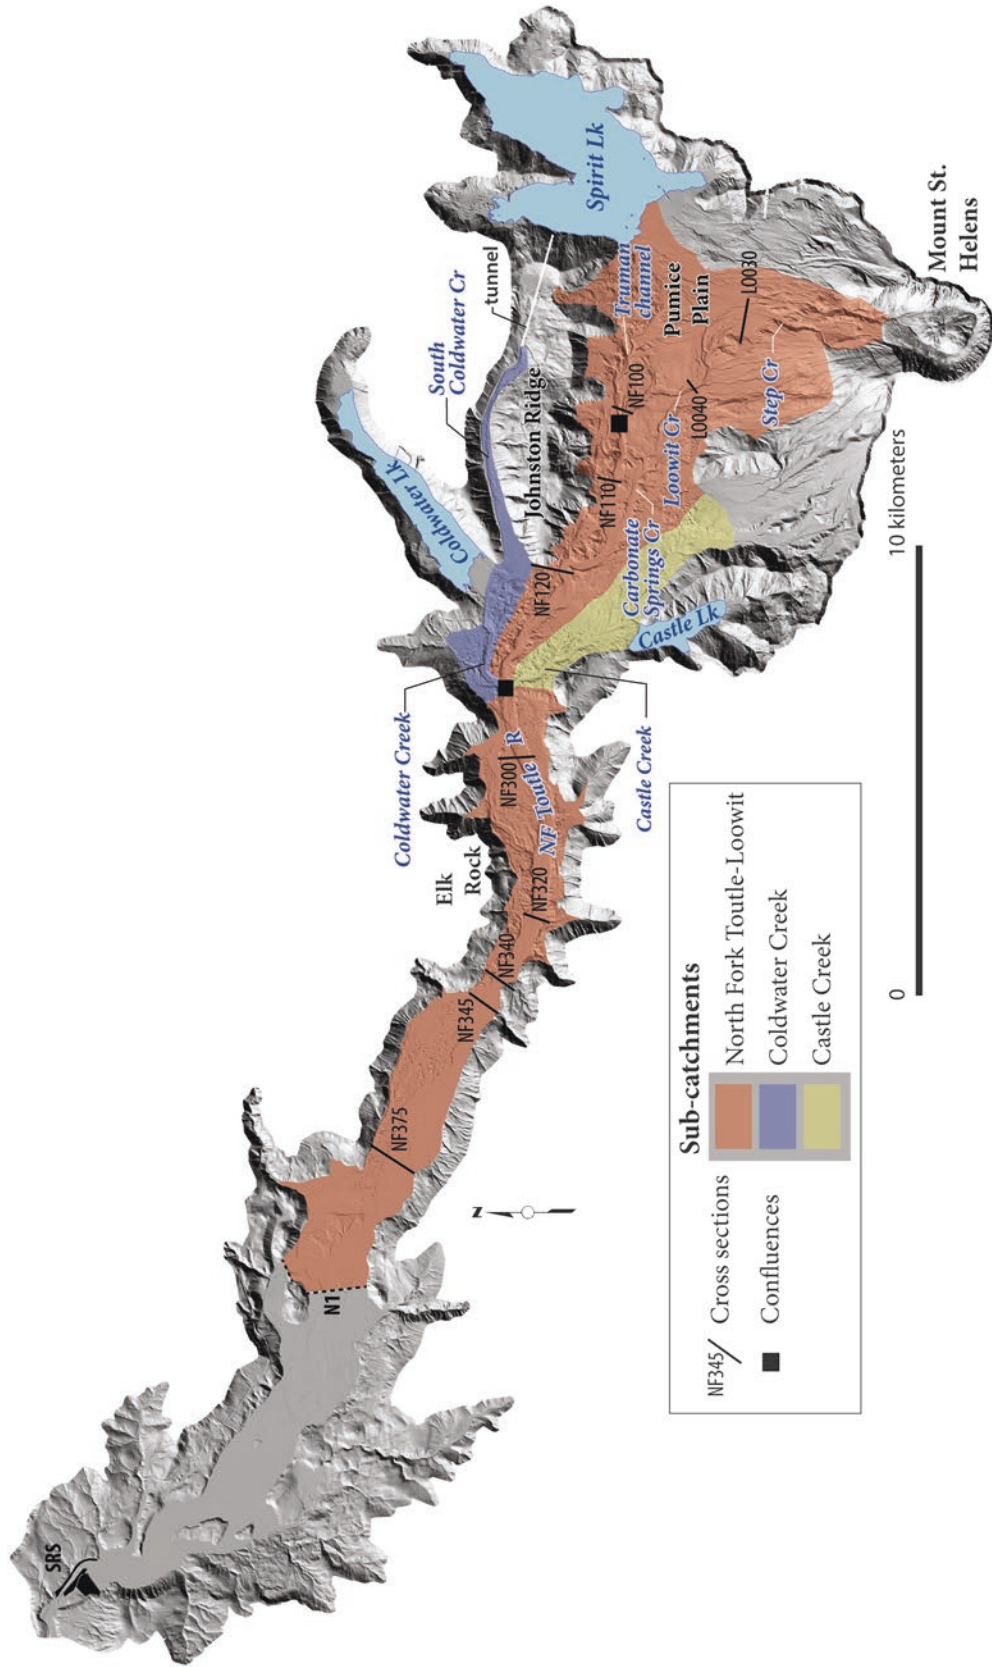 SRS
N1
NF375
NF345
NF340
NF320
Elk
Rock
NF300
NF Toutle R
Coldwater Creek
Castle Creek
Coldwater Lk
South
Coldwater Cr
tunnel
Johnston Ridge
Spirit Lk
NF120
NF110
NF100
Truman
channel
Pumice
Plain
Carbonate
Springs Cr
Loowit Cr
LO040
LO030
Step Cr
Castle Lk
Mount St.
Helens
z
NF345
Cross sections
Confluences
Sub-catchments
North Fork Toutle-Loowit
Coldwater Creek
Castle Creek
0
10 kilometers